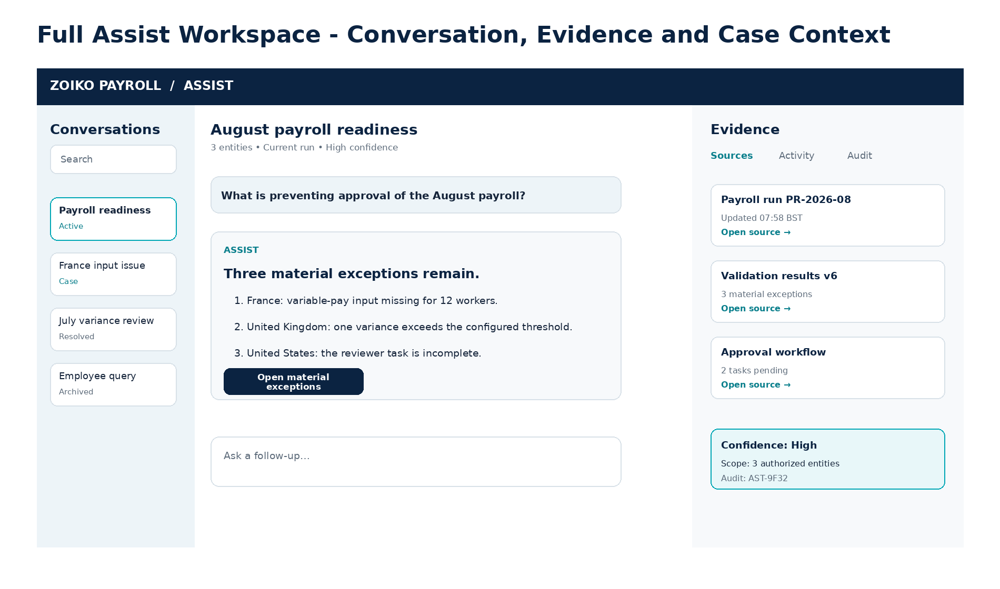 Full Assist Workspace - Conversation, Evidence and Case Context
ZOIKO PAYROLL / ASSIST
Conversations
Search
Payroll readiness
Active
France input issue
Case
July variance review
Resolved
Employee query
Archived
August payroll readiness
3 entities • Current run • High confidence
What is preventing approval of the August payroll?
ASSIST
Three material exceptions remain.
1. France: variable-pay input missing for 12 workers.
2. United Kingdom: one variance exceeds the configured threshold.
3. United States: the reviewer task is incomplete.
Open material
exceptions
Ask a follow-up...
Evidence
Sources Activity Audit
Payroll run PR-2026-08
Updated 07:58 BST
Open source →
Validation results v6
3 material exceptions
Open source →
Approval workflow
2 tasks pending
Open source →
Confidence: High
Scope: 3 authorized entities
Audit: AST-9F32